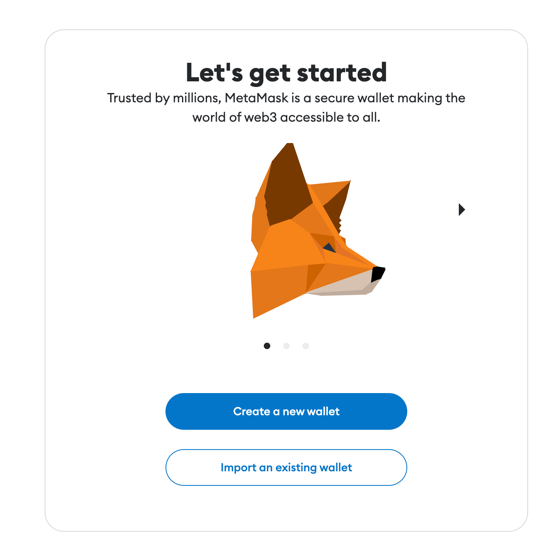 Let's get started
Trusted by millions, MetaMask is a secure wallet making the
world of web3 accessible to all.
Create a new wallet
Import an existing wallet